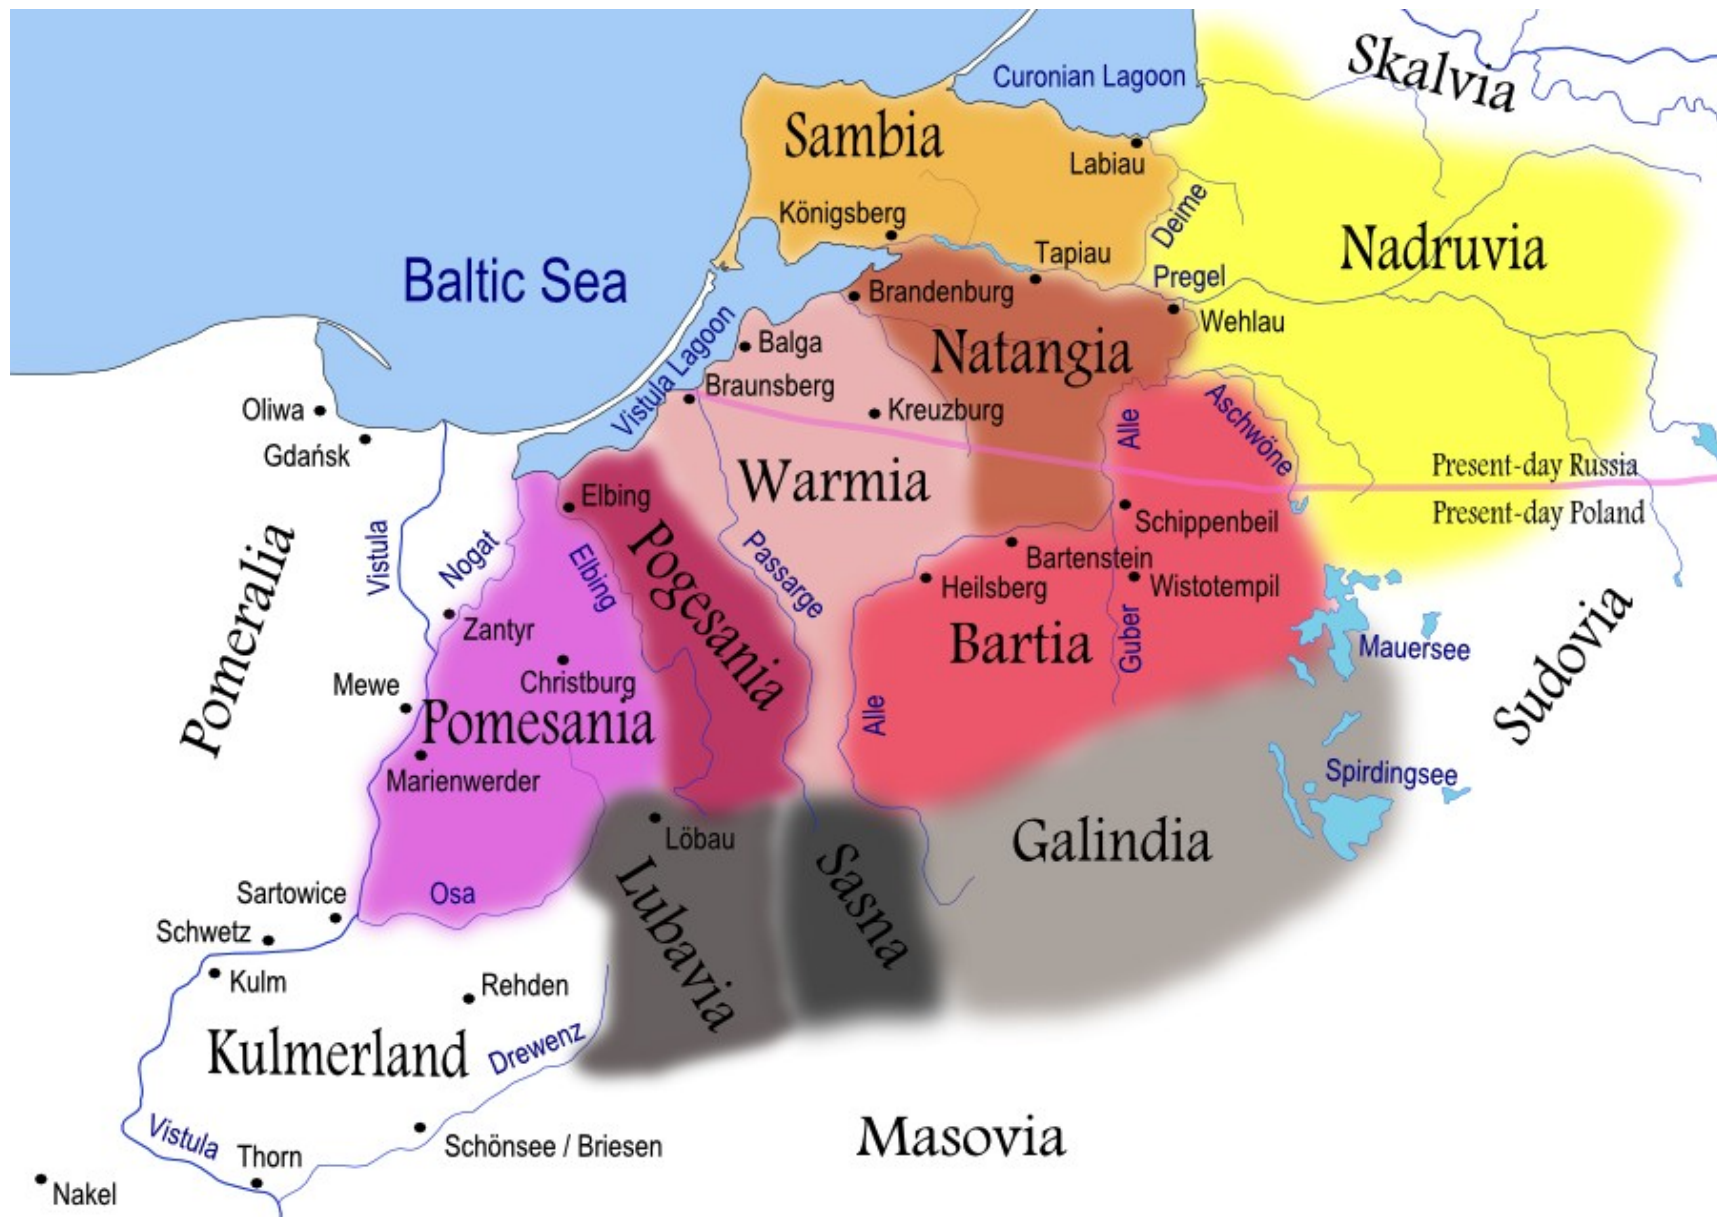 Skalvia
Curonian Lagoon
Sambia
Labiau
Königsberg
Deime
Nadruvia
Tapiau
Baltic Sea
Pregel
Brandenburg
Wehlau
Natangia
Balga
Vistula Lagoon
Braunsberg
Oliwa
Kreuzburg
Alle
Aschwöne
Gdańsk
Present-day Russia
Warmia
Elbing
Present-day Poland
Schippenbeil
Pomeralia
Vistula
Nogat
Elbing
Pogesania
Passarge
Bartenstein
Heilsberg
Wistotempil
Zantyr
Bartia
Guber
Mauersee
Sudovia
Mewe
Christburg
Pomesania
Alle
Marienwerder
Spirdingsee
Löbau
Galindia
Sartowice
Osa
Lubavia
Sasna
Schwetz
Kulm
Rehden
Kulmerland
Drewenz
Vistula
Thorn
Schönsee / Briesen
Masovia
Nakel